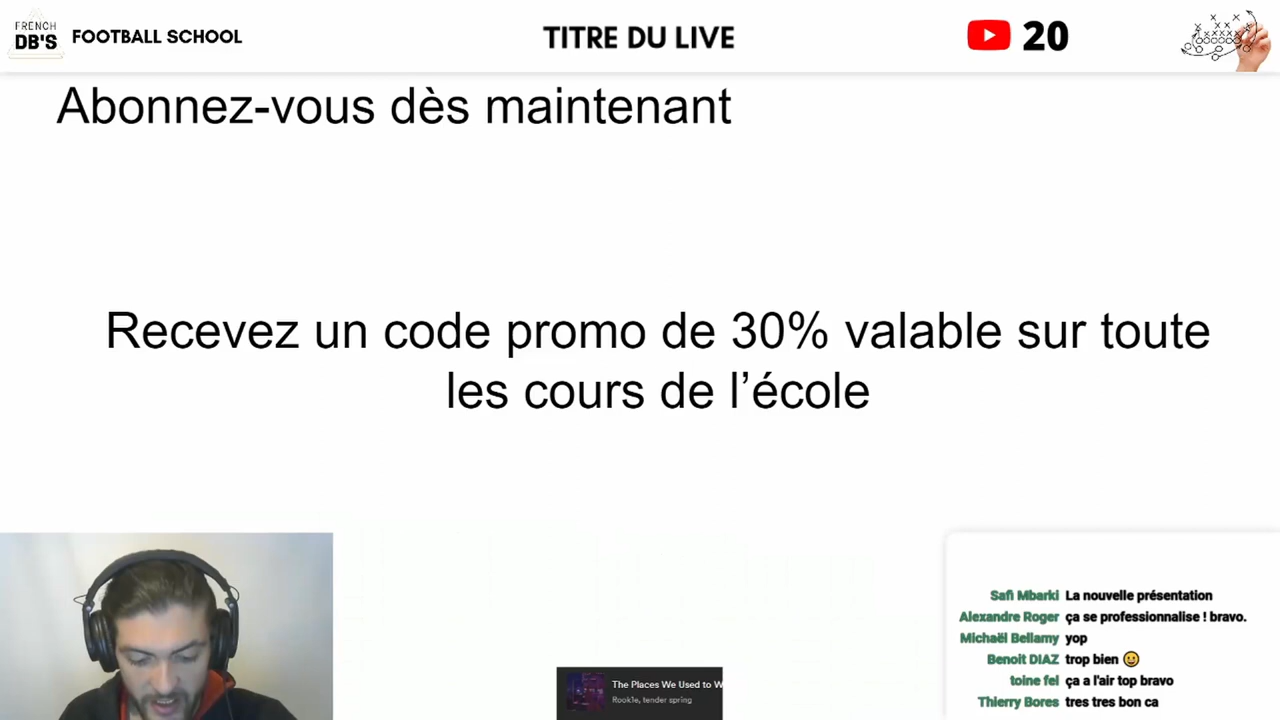 FRENCH
DB'S
FOOTBALL SCHOOL
TITRE DU LIVE
20
Abonnez-vous dès maintenant
Recevez un code promo de 30% valable sur toute
les cours de l'école
Safi Mbarki La nouvelle présentation
Alexandre Roger ça se professionnalise ! bravo.
Michaël Bellamy yop
Benoit DIAZ trop bien 🙂
toine fel ça a l'air top bravo
Thierry Bores tres tres bon ca
The Places We Used to W
Rook1e, tender spring